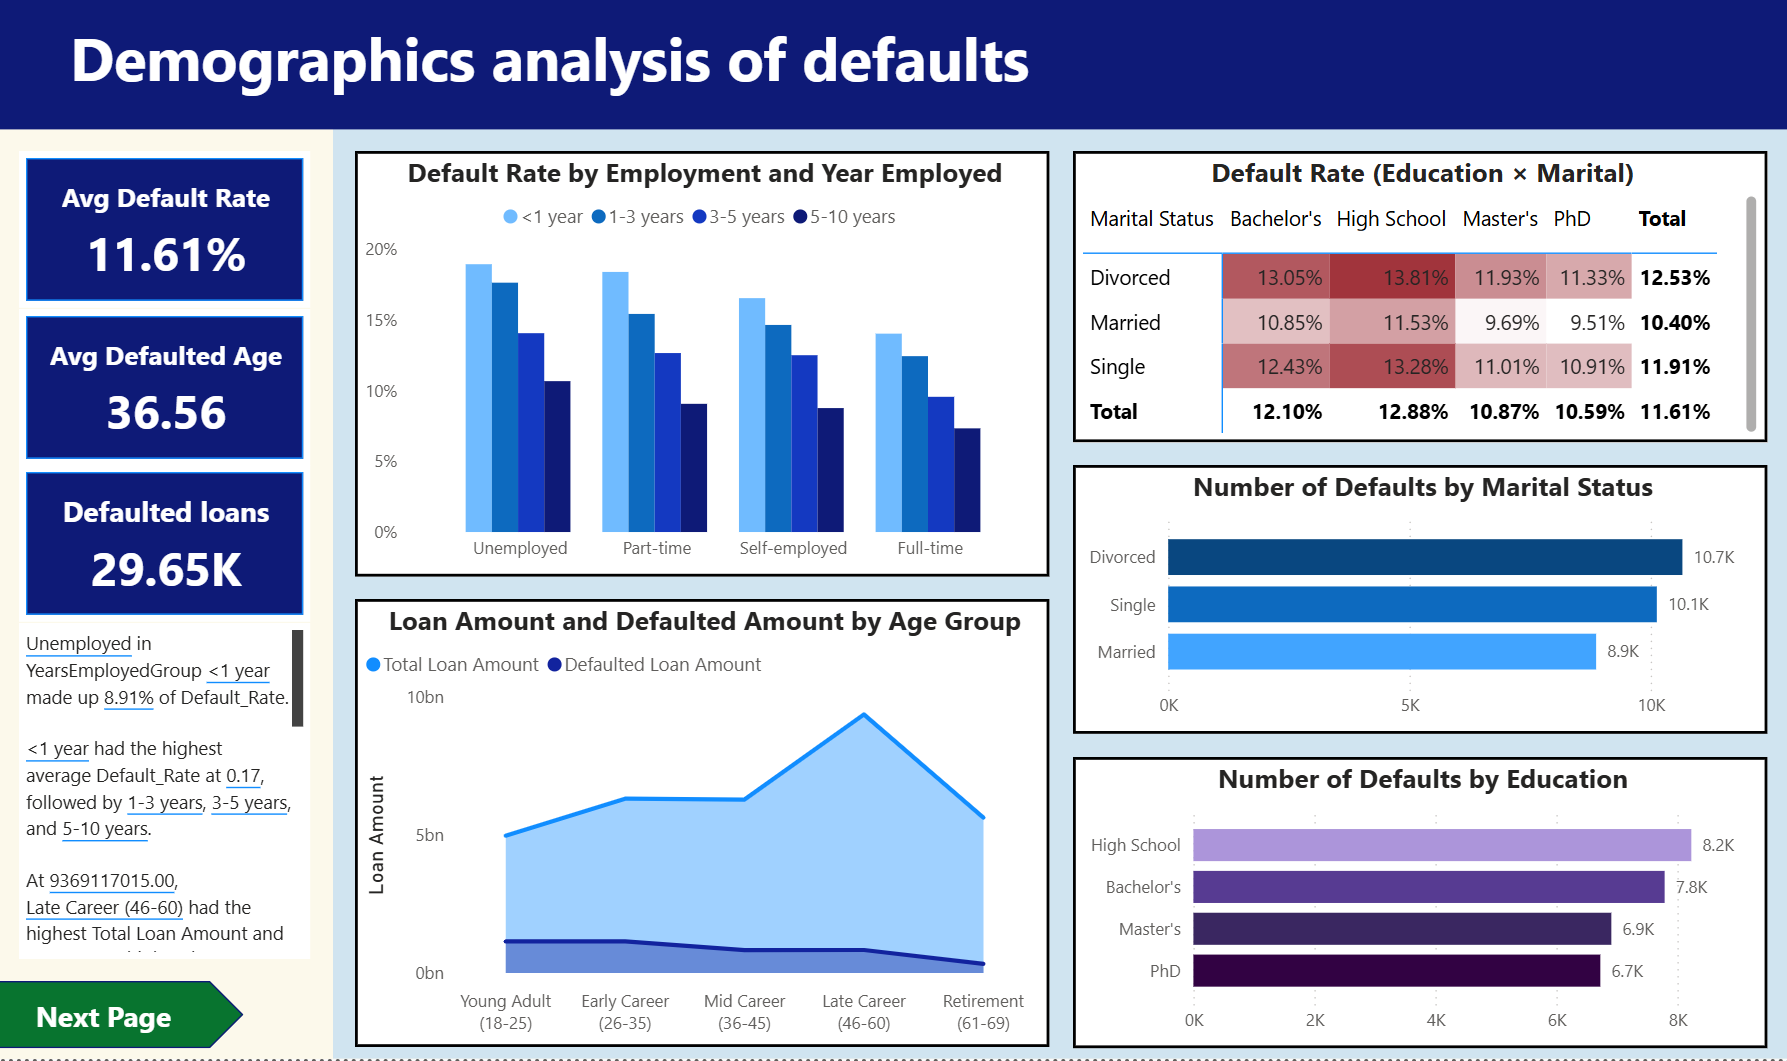 Demographics analysis of defaults
Avg Default Rate
11.61%
Avg Defaulted Age
36.56
Defaulted loans
29.65K
Unemployed in
YearsEmployedGroup <1 year
made up 8.91% of Default_Rate.
<1 year had the highest
average Default_Rate at 0.17,
followed by 1-3 years, 3-5 years,
and 5-10 years.
At 9369117015.00,
Late Career (46-60) had the
highest Total Loan Amount and
Next Page
Default Rate by Employment and Year Employed
<1 year 1-3 years 3-5 years 5-10 years
20%
15%
10%
5%
0%
Unemployed Part-time Self-employed Full-time
Loan Amount and Defaulted Amount by Age Group
Total Loan Amount Defaulted Loan Amount
Loan Amount
10bn
5bn
0bn
Young Adult Early Career Mid Career Late Career Retirement
(18-25) (26-35) (36-45) (46-60) (61-69)
Default Rate (Education × Marital)
Marital Status Bachelor's High School Master's PhD Total
Divorced 13.05% 13.81% 11.93% 11.33% 12.53%
Married 10.85% 11.53% 9.69% 9.51% 10.40%
Single 12.43% 13.28% 11.01% 10.91% 11.91%
Total 12.10% 12.88% 10.87% 10.59% 11.61%
Number of Defaults by Marital Status
Divorced 10.7K
Single 10.1K
Married 8.9K
0K 5K 10K
Number of Defaults by Education
High School 8.2K
Bachelor's 7.8K
Master's 6.9K
PhD 6.7K
0K 2K 4K 6K 8K